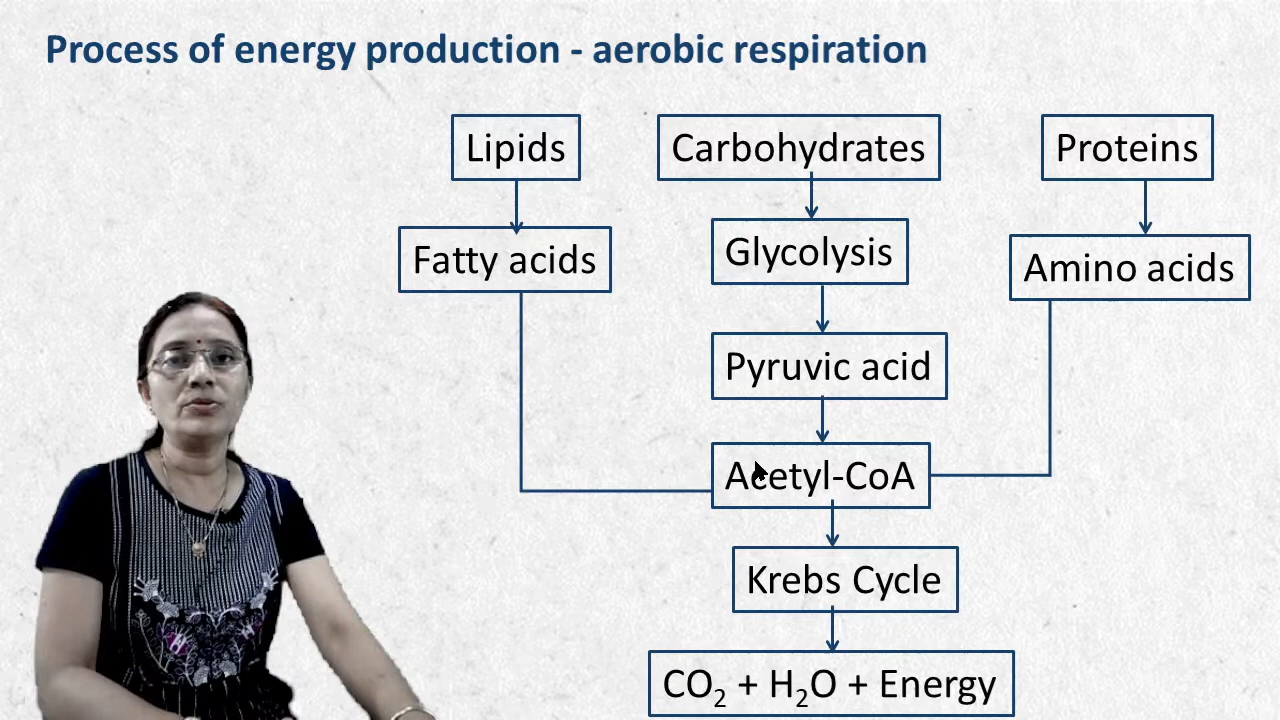 Process of energy production - aerobic respiration
Lipids
Carbohydrates
Proteins
Fatty acids
Glycolysis
Amino acids
Pyruvic acid
Acetyl-CoA
Krebs Cycle
CO₂ + H₂O + Energy